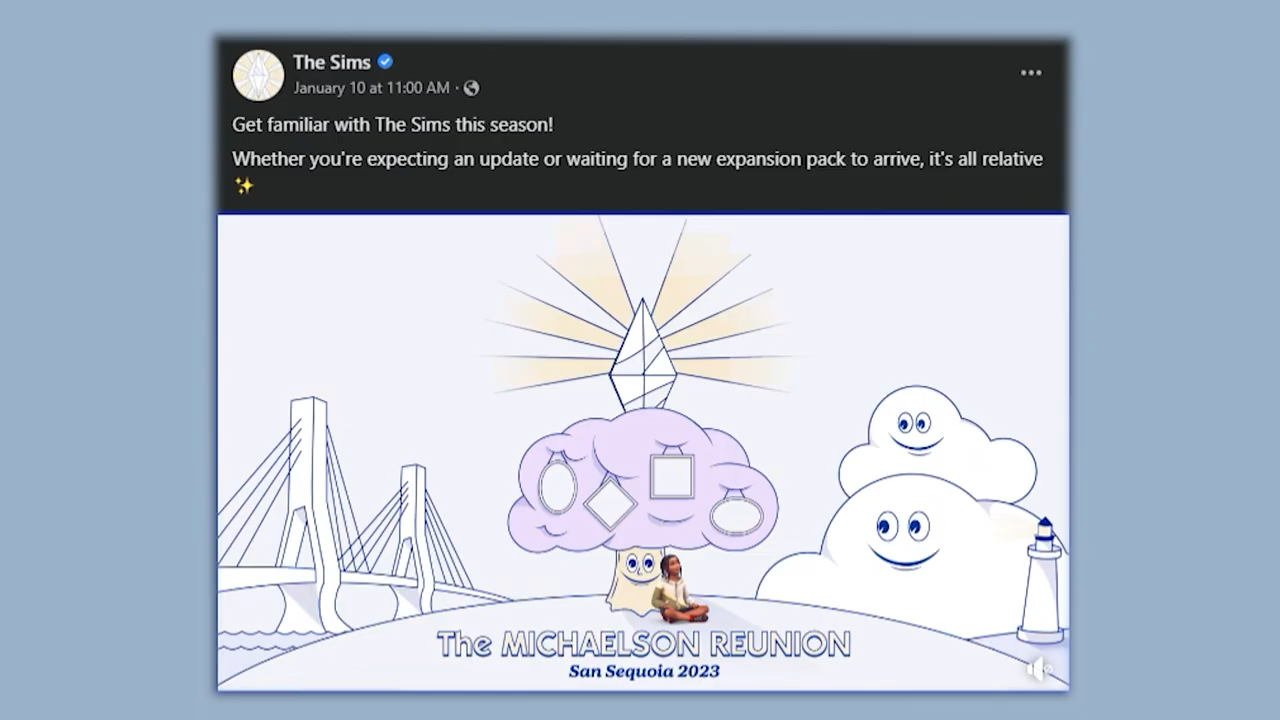 The Sims
January 10 at 11:00 AM ·
Get familiar with The Sims this season!
Whether you're expecting an update or waiting for a new expansion pack to arrive, it's all relative
✨
The MICHAELSON REUNION
San Sequoia 2023